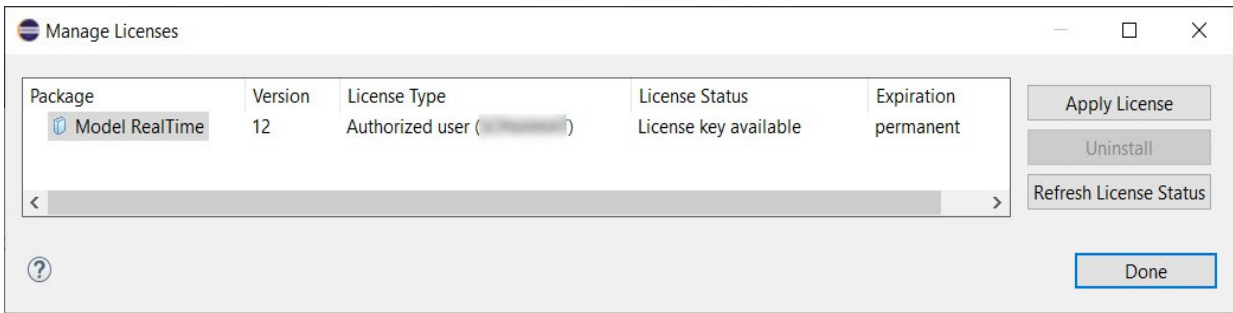 Manage Licenses
Package Version License Type License Status Expiration
Model RealTime 12 Authorized user ( ) License key available permanent
Apply License
Uninstall
Refresh License Status
?
Done